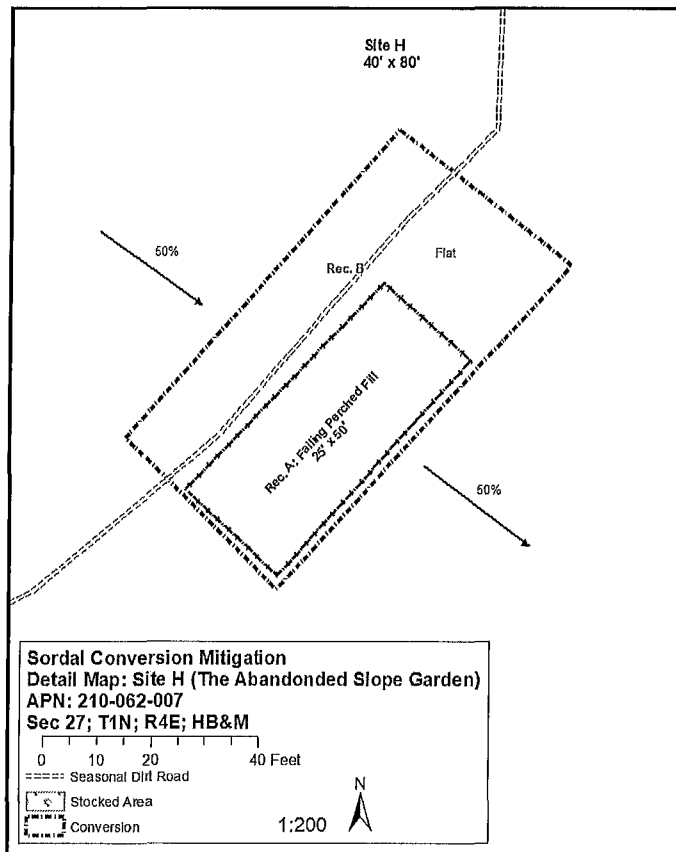 Site H
40' x 80'
50%
Rec. B
Flat
Rec. A: Failing Perched Fill
25' x 50'
50%
Sordal Conversion Mitigation
Detail Map: Site H (The Abandonded Slope Garden)
APN: 210-062-007
Sec 27; T1N; R4E; HB&M
0 10 20 40 Feet
Seasonal Dirt Road
Stocked Area
Conversion
1:200
N